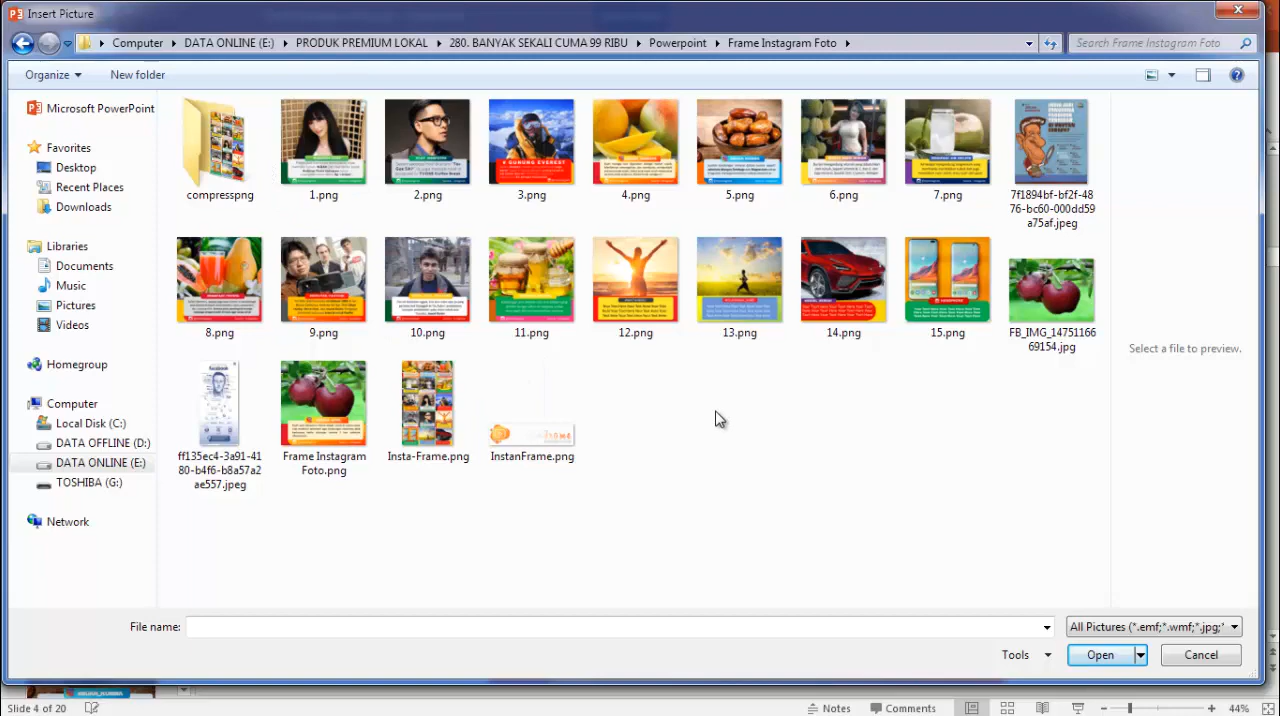 Insert Picture
Computer DATA ONLINE (E:) PRODUK PREMIUM LOKAL 280. BANYAK SEKALI CUMA 99 RIBU Powerpoint Frame Instagram Foto
Search Frame Instagram Foto
Organize New folder
Microsoft PowerPoint
Favorites
Desktop
Recent Places
Downloads
Libraries
Documents
Music
Pictures
Videos
Homegroup
Computer
Local Disk (C:)
DATA OFFLINE (D:)
DATA ONLINE (E:)
TOSHIBA (G:)
Network
compresspng 1.png 2.png 3.png 4.png 5.png 6.png 7.png
7f1894bf-bf2f-48
76-bc60-000dd59
a75af.jpeg
8.png 9.png 10.png 11.png 12.png 13.png 14.png 15.png
FB_IMG_14751166
69154.jpg
ff135ec4-3a91-41
80-b4f6-b8a57a2
ae557.jpeg
Frame Instagram
Foto.png
Insta-Frame.png
InstanFrame.png
Select a file to preview.
File name:
All Pictures (*.emf;*.wmf;*.jpg;*
Tools Open Cancel
Slide 4 of 20
Notes Comments 44%